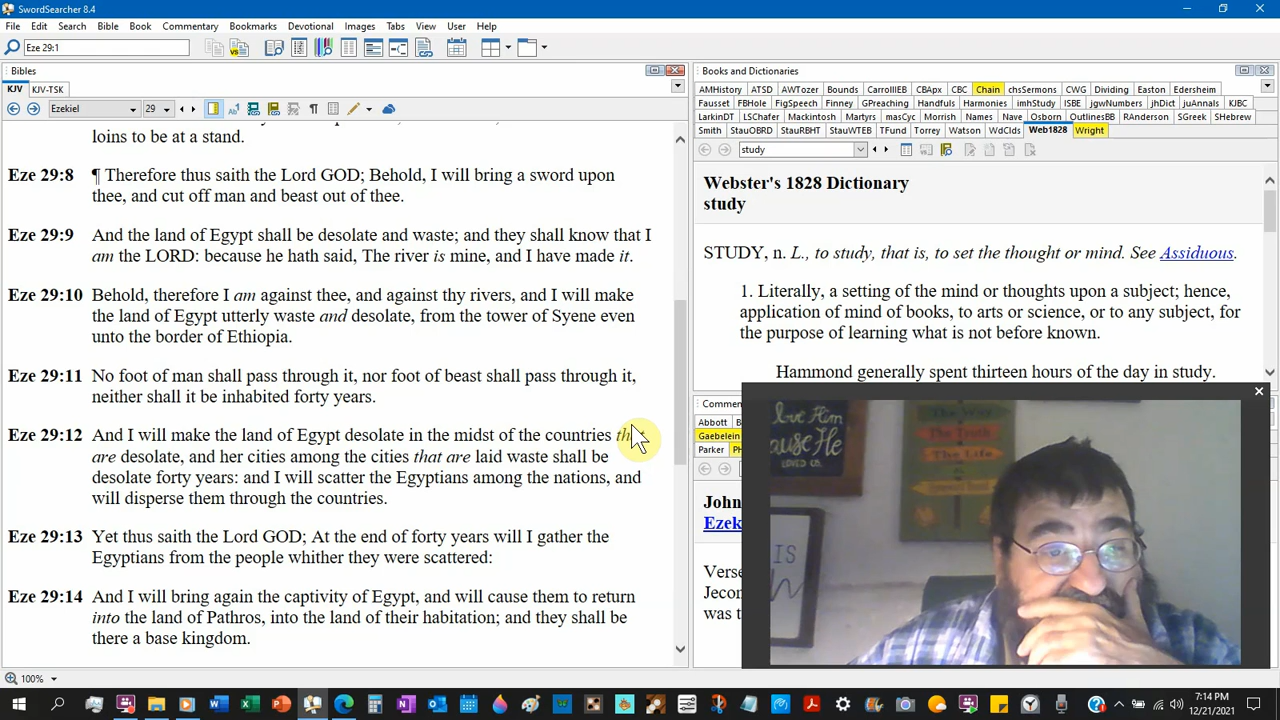 SwordSearcher 8.4
File Edit Search Bible Book Commentary Bookmarks Devotional Images Tabs View User Help
Eze 29:1
Bibles
KJV KJV-TSK
Ezekiel 29
loins to be at a stand.
Eze 29:8 ¶ Therefore thus saith the Lord GOD; Behold, I will bring a sword upon
thee, and cut off man and beast out of thee.
Eze 29:9 And the land of Egypt shall be desolate and waste; and they shall know that I
am the LORD: because he hath said, The river is mine, and I have made it.
Eze 29:10 Behold, therefore I am against thee, and against thy rivers, and I will make
the land of Egypt utterly waste and desolate, from the tower of Syene even
unto the border of Ethiopia.
Eze 29:11 No foot of man shall pass through it, nor foot of beast shall pass through it,
neither shall it be inhabited forty years.
Eze 29:12 And I will make the land of Egypt desolate in the midst of the countries
are desolate, and her cities among the cities that are laid waste shall be
desolate forty years: and I will scatter the Egyptians among the nations, and
will disperse them through the countries.
Eze 29:13 Yet thus saith the Lord GOD; At the end of forty years will I gather the
Egyptians from the people whither they were scattered:
Eze 29:14 And I will bring again the captivity of Egypt, and will cause them to return
into the land of Pathros, into the land of their habitation; and they shall be
there a base kingdom.
100%
Books and Dictionaries
AMHistory ATSD AWTozer Bounds CarrollIEB CBApx CBC Chain chsSermons CWG Dividing Easton Edersheim
Fausset FBHole FigSpeech Finney GPreaching Handfuls Harmonies imhStudy ISBE jgwNumbers jhDict juAnnals KJBC
LarkinDT LSChafer Mackintosh Martyrs masCyc Morrish Names Nave Osborn OutlinesBB RAnderson SGreek SHebrew
Smith StauOBRD StauRBHT StauWTEB TFund Torrey Watson WdClds Web1828 Wright
study
Webster's 1828 Dictionary
study
STUDY, n. L., to study, that is, to set the thought or mind. See Assiduous.
1. Literally, a setting of the mind or thoughts upon a subject; hence,
application of mind of books, to arts or science, or to any subject, for
the purpose of learning what is not before known.
Hammond generally spent thirteen hours of the day in study.
Abbott
Gaebelein
Parker
John
Ezek
Verse
was
love Him
cause He
LOVED US.
The Way
The Truth
The Life
IS
7:14 PM
12/21/2021